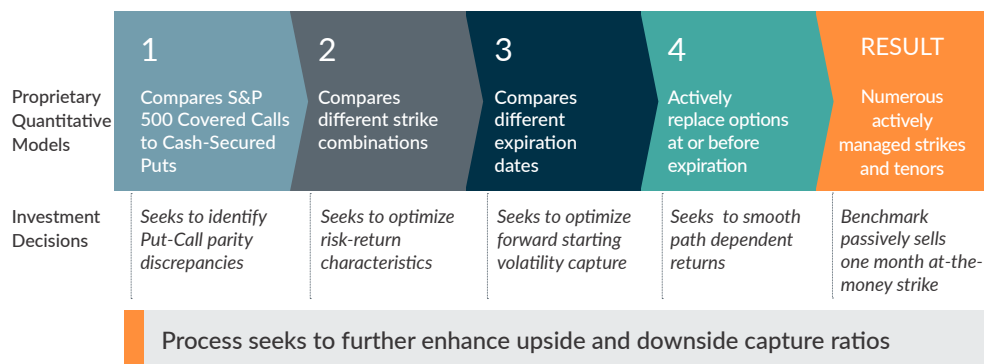 1
Compares S&P
500 Covered Calls
to Cash-Secured
Puts
2
Compares
different strike
combinations
3
Compares
different
expiration
dates
4
Actively
replace options
at or before
expiration
RESULT
Numerous
actively
managed strikes
and tenors
Proprietary
Quantitative
Models
Investment
Decisions
Seeks to identify
Put-Call parity
discrepancies
Seeks to optimize
risk-return
characteristics
Seeks to optimize
forward starting
volatility capture
Seeks to smooth
path dependent
returns
Benchmark
passively sells
one month at-the-
money strike
Process seeks to further enhance upside and downside capture ratios